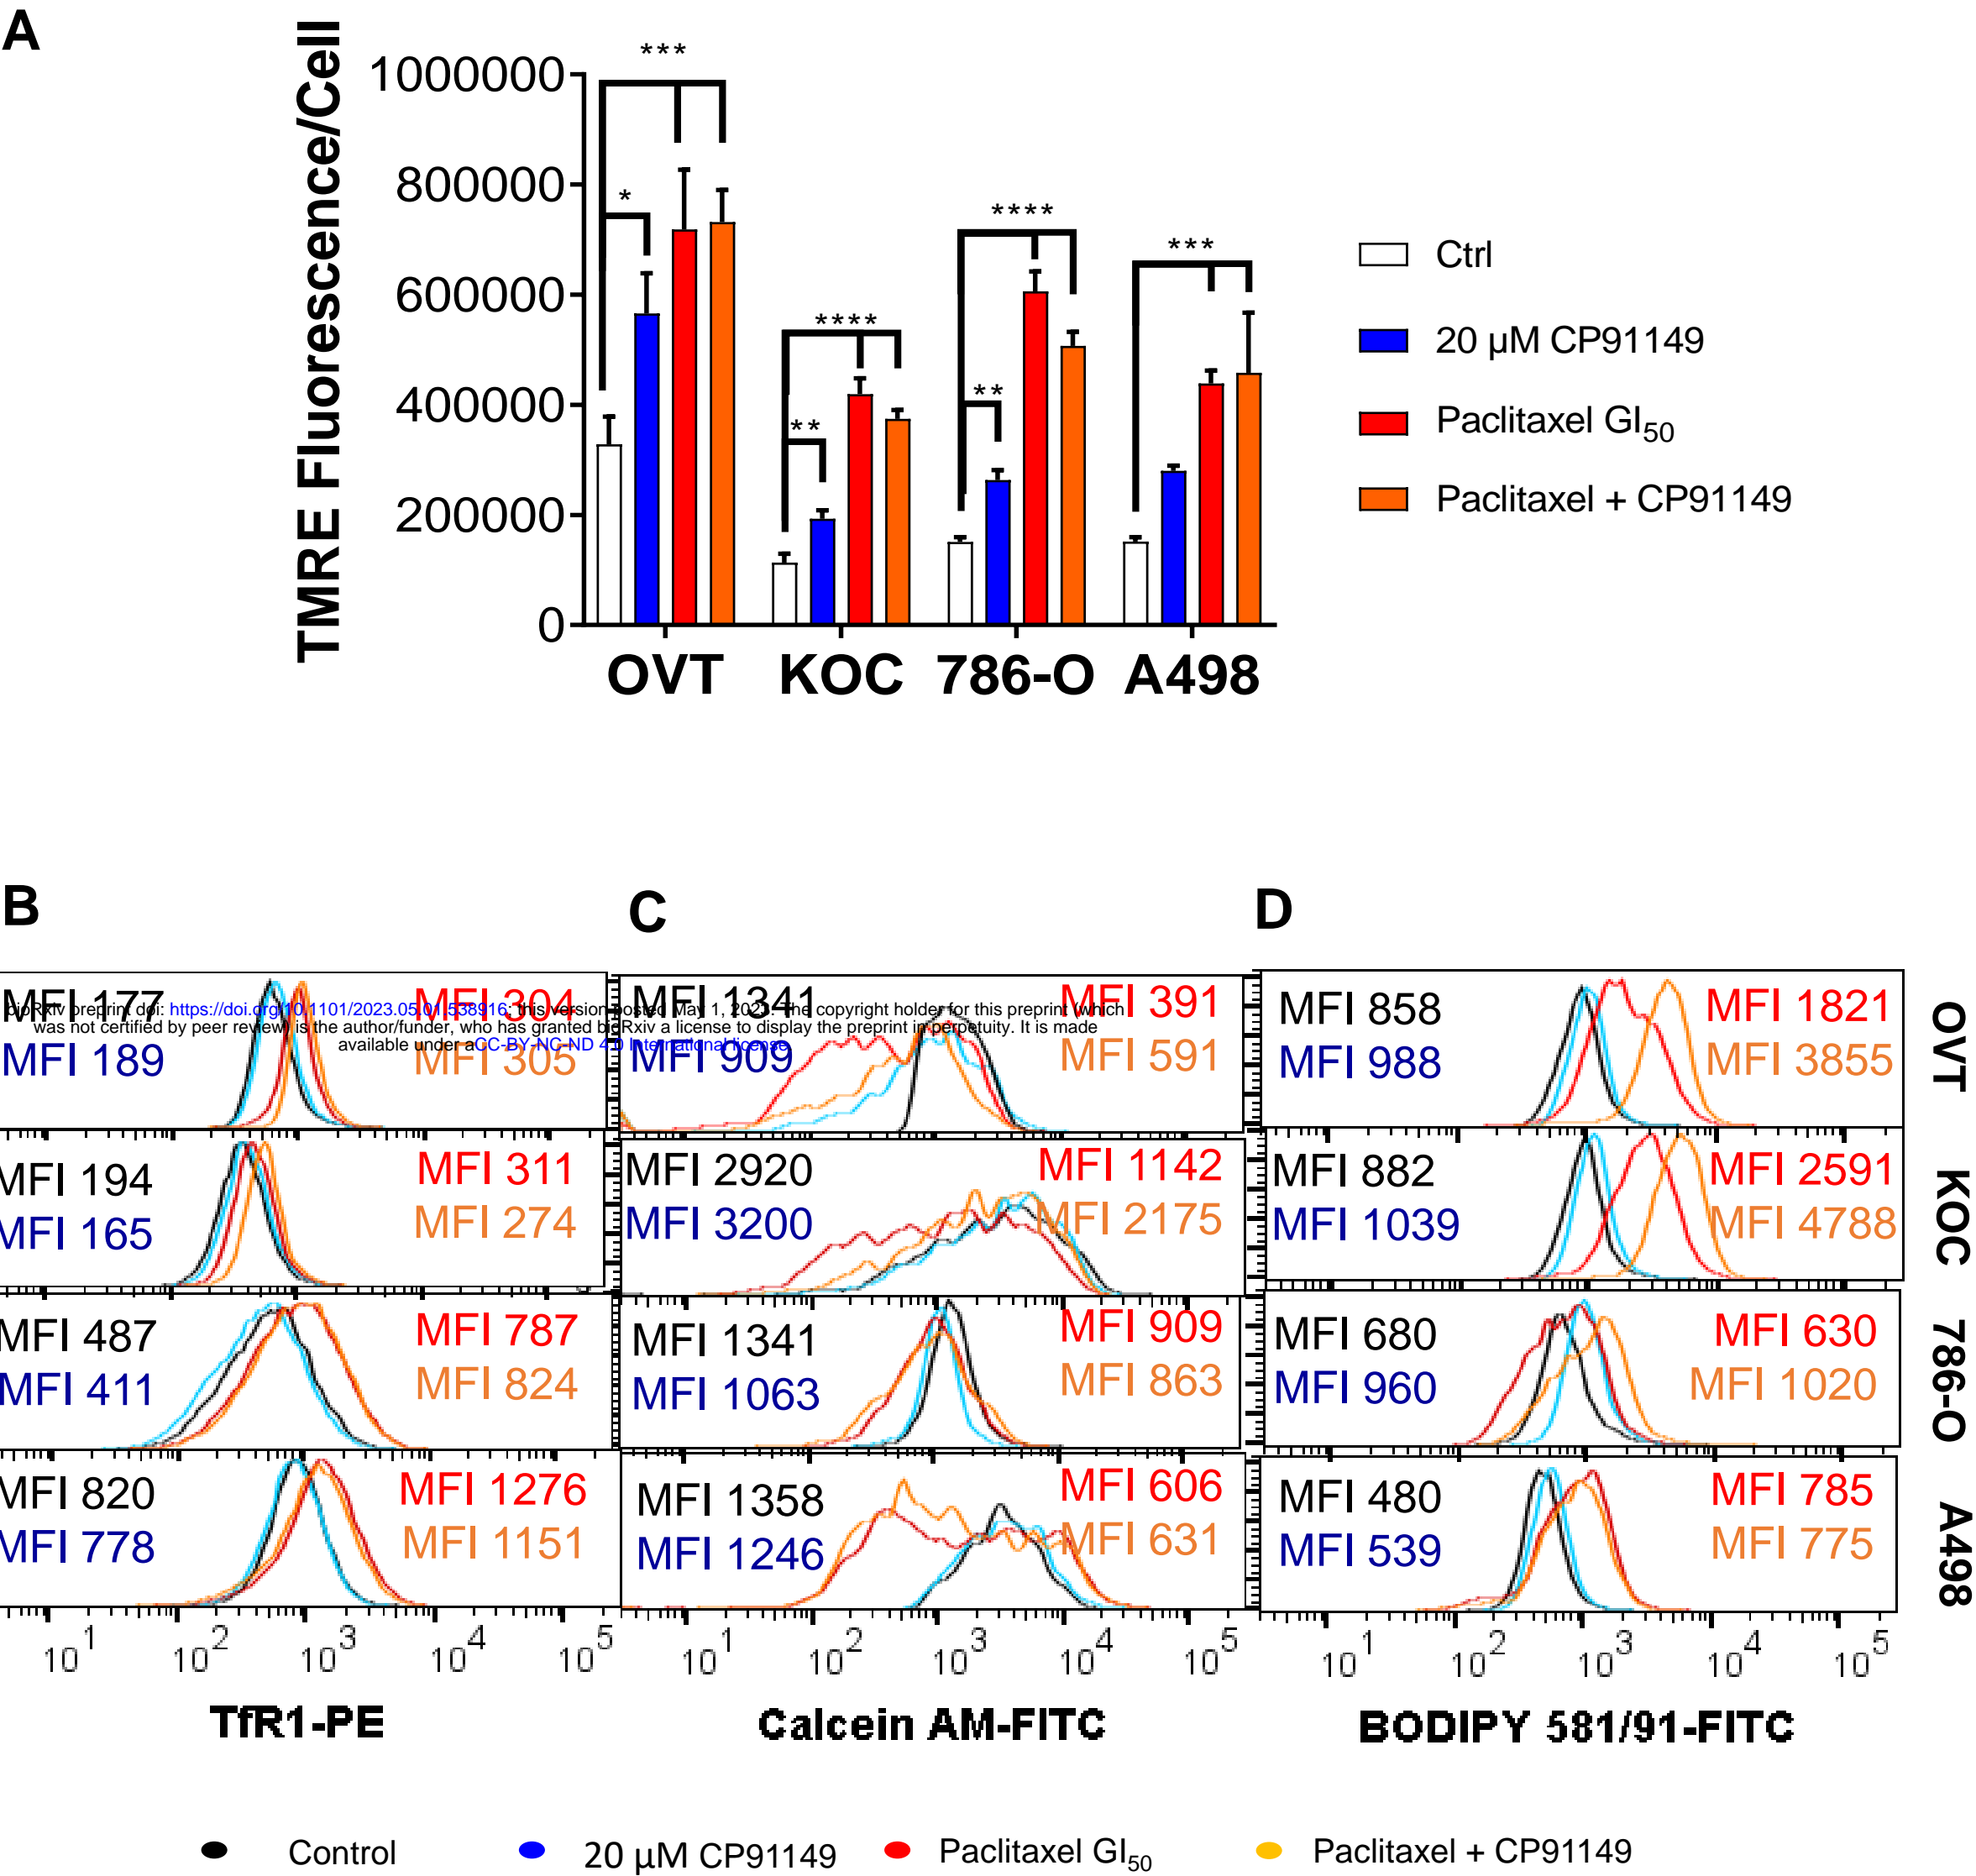 A
TMRE Fluorescence/Cell
1000000
800000
600000
400000
200000
0
***
*
****
**
****
**
***
OVT KOC 786-O A498
Ctrl
20 µM CP91149
Paclitaxel GI50
Paclitaxel + CP91149
B
C
D
bioRxiv preprint doi: https://doi.org/10.1101/2023.05.01.538916; this version posted May 1, 2023. The copyright holder for this preprint (which
was not certified by peer review) is the author/funder, who has granted bioRxiv a license to display the preprint in perpetuity. It is made
available under aCC-BY-NC-ND 4.0 International license.
MFI 177 MFI 304
MFI 189 MFI 305
MFI 1341 MFI 391
MFI 909 MFI 591
MFI 858 MFI 1821
MFI 988 MFI 3855
OVT
MFI 194 MFI 311
MFI 165 MFI 274
MFI 2920 MFI 1142
MFI 3200 MFI 2175
MFI 882 MFI 2591
MFI 1039 MFI 4788
KOC
MFI 487 MFI 787
MFI 411 MFI 824
MFI 1341 MFI 909
MFI 1063 MFI 863
MFI 680 MFI 630
MFI 960 MFI 1020
786-O
MFI 820 MFI 1276
MFI 778 MFI 1151
MFI 1358 MFI 606
MFI 1246 MFI 631
MFI 480 MFI 785
MFI 539 MFI 775
A498
10^1 10^2 10^3 10^4 10^5
10^1 10^2 10^3 10^4 10^5
10^1 10^2 10^3 10^4 10^5
TfR1-PE
Calcein AM-FITC
BODIPY 581/91-FITC
Control
20 µM CP91149
Paclitaxel GI50
Paclitaxel + CP91149